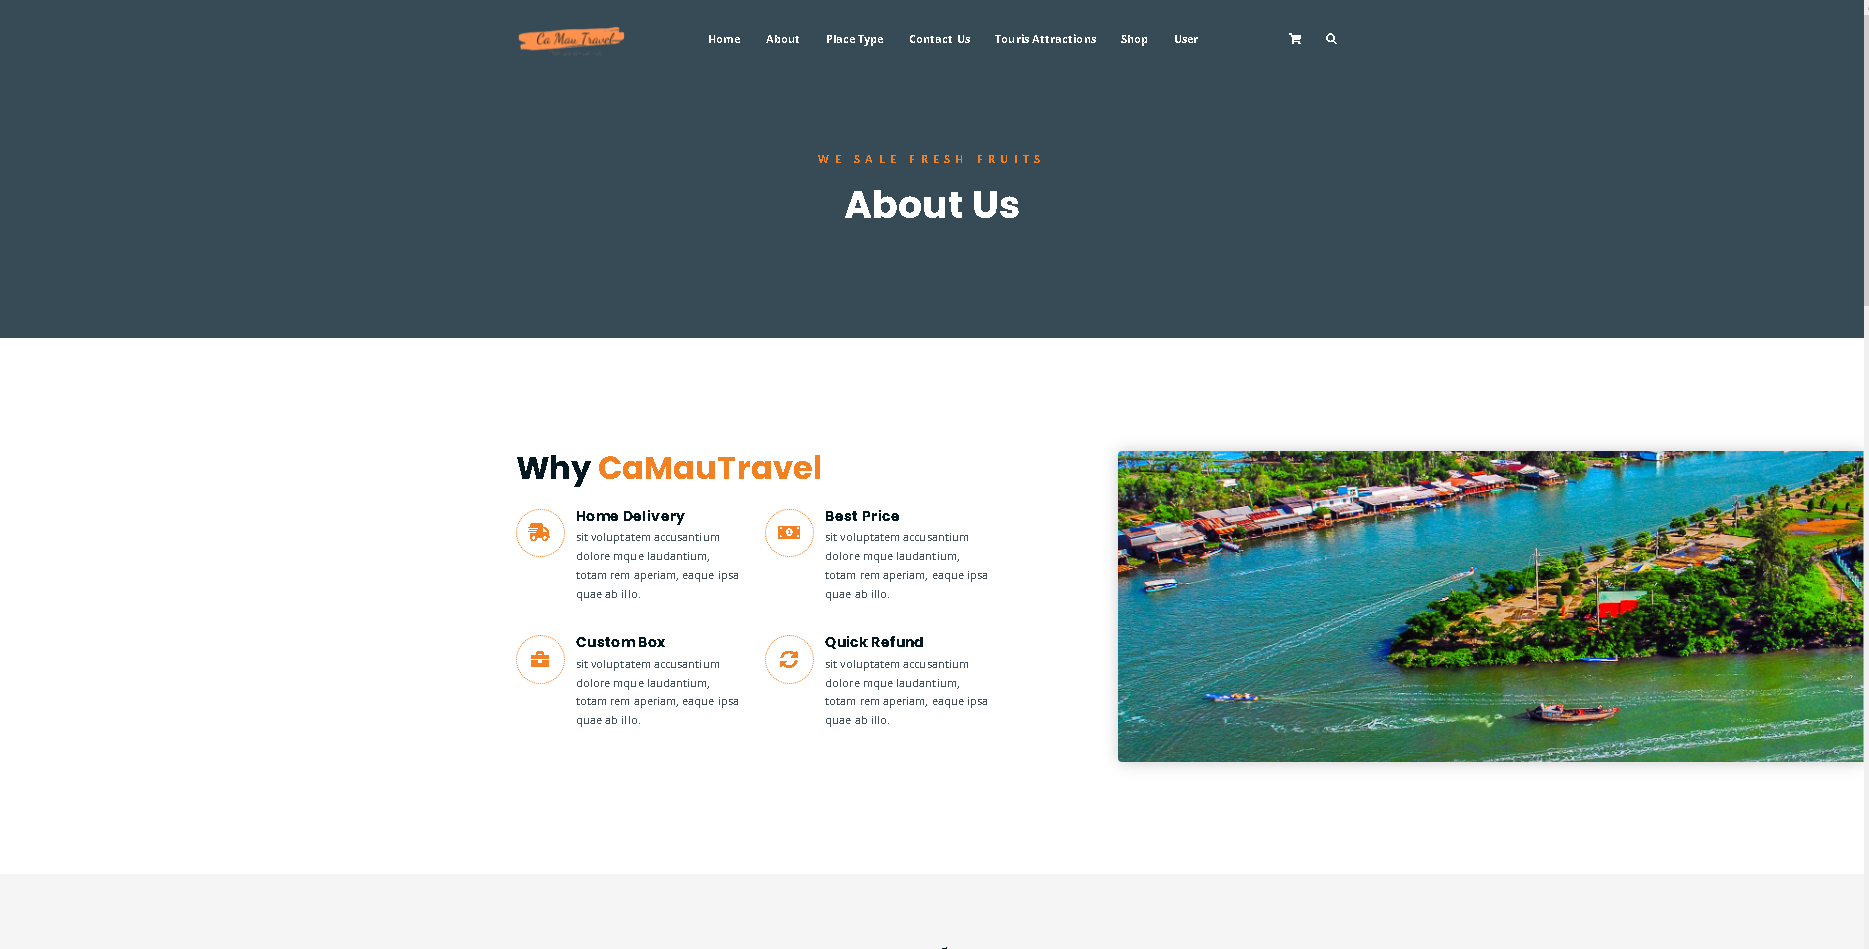 Ca Mau Travel
Home About Place Type Contact Us Touris Attractions Shop User
WE SALE FRESH FRUITS
About Us
Why CaMauTravel
Home Delivery
sit voluptatem accusantium
dolore mque laudantium,
totam rem aperiam, eaque ipsa
quae ab illo.
Best Price
sit voluptatem accusantium
dolore mque laudantium,
totam rem aperiam, eaque ipsa
quae ab illo.
Custom Box
sit voluptatem accusantium
dolore mque laudantium,
totam rem aperiam, eaque ipsa
quae ab illo.
Quick Refund
sit voluptatem accusantium
dolore mque laudantium,
totam rem aperiam, eaque ipsa
quae ab illo.